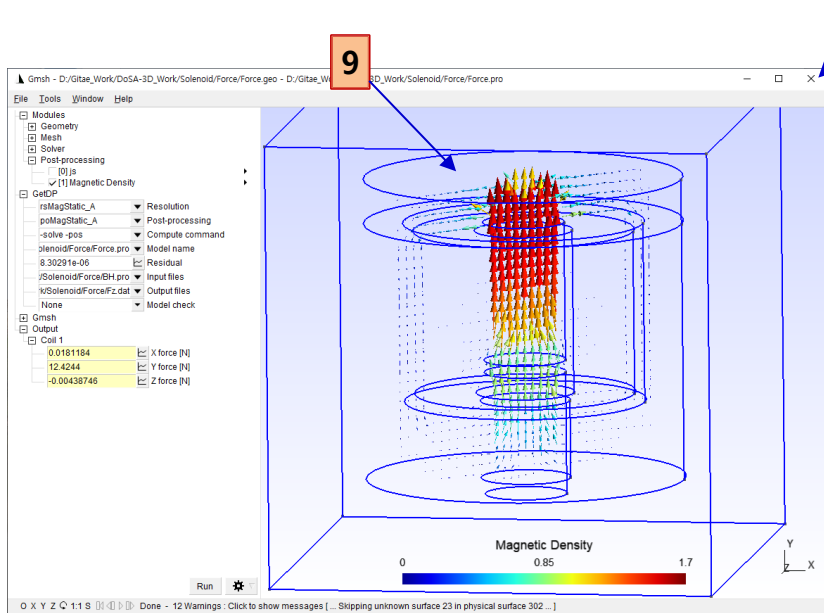 9
Gmsh - D:/Gitae_Work/DoSA-3D_Work/Solenoid/Force/Force.geo - D:/Gitae_W 3D_Work/Solenoid/Force/Force.pro
File Tools Window Help
Modules
Geometry
Mesh
Solver
Post-processing
[0] js
[1] Magnetic Density
GetDP
rsMagStatic_A Resolution
poMagStatic_A Post-processing
-solve -pos Compute command
olenoid/Force/Force.pro Model name
8.30291e-06 Residual
/Solenoid/Force/BH.pro Input files
k/Solenoid/Force/Fz.dat Output files
None Model check
Gmsh
Output
Coil 1
0.0181184 X force [N]
12.4244 Y force [N]
-0.00438746 Z force [N]
Magnetic Density
0 0.85 1.7
Y
Z X
Run
O X Y Z 1:1 S Done - 12 Warnings : Click to show messages [ ... Skipping unknown surface 23 in physical surface 302 ... ]